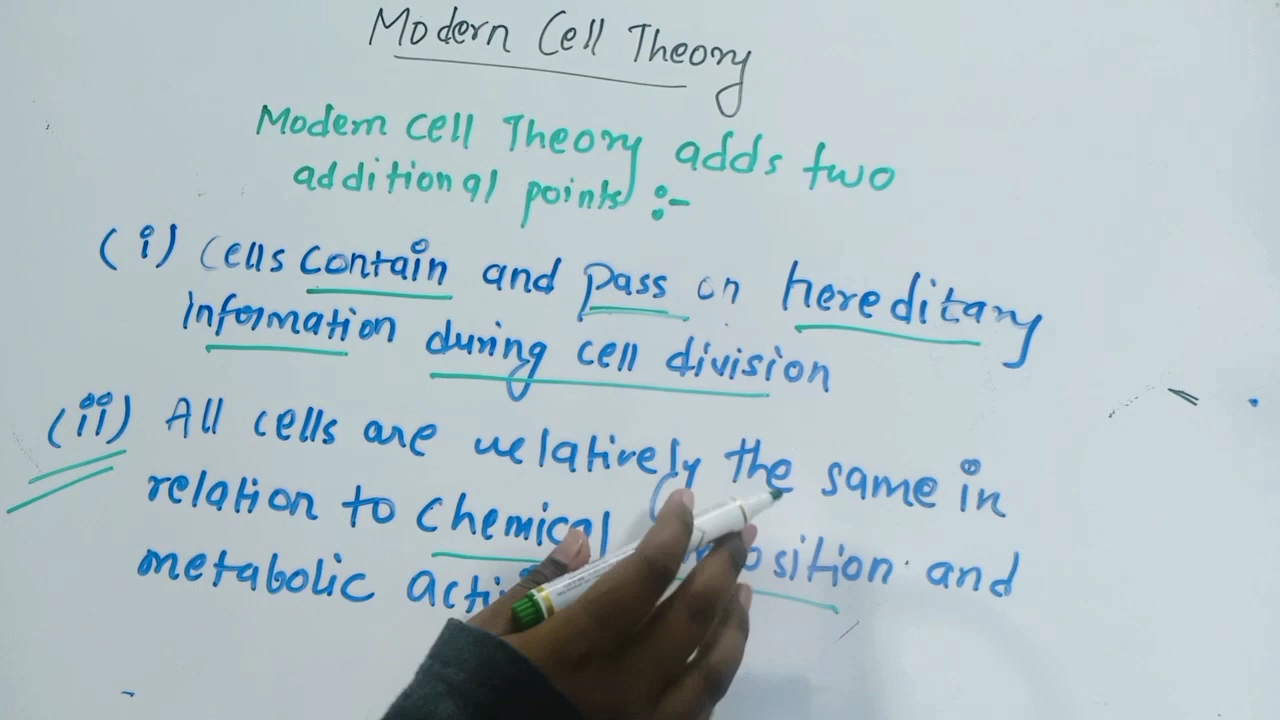 Modern Cell Theory
Modern cell Theory adds two
additional points :-
(i) Cells contain and pass on hereditary
information during cell division
(ii) All cells are relatively the same in
relation to chemical and
metabolic